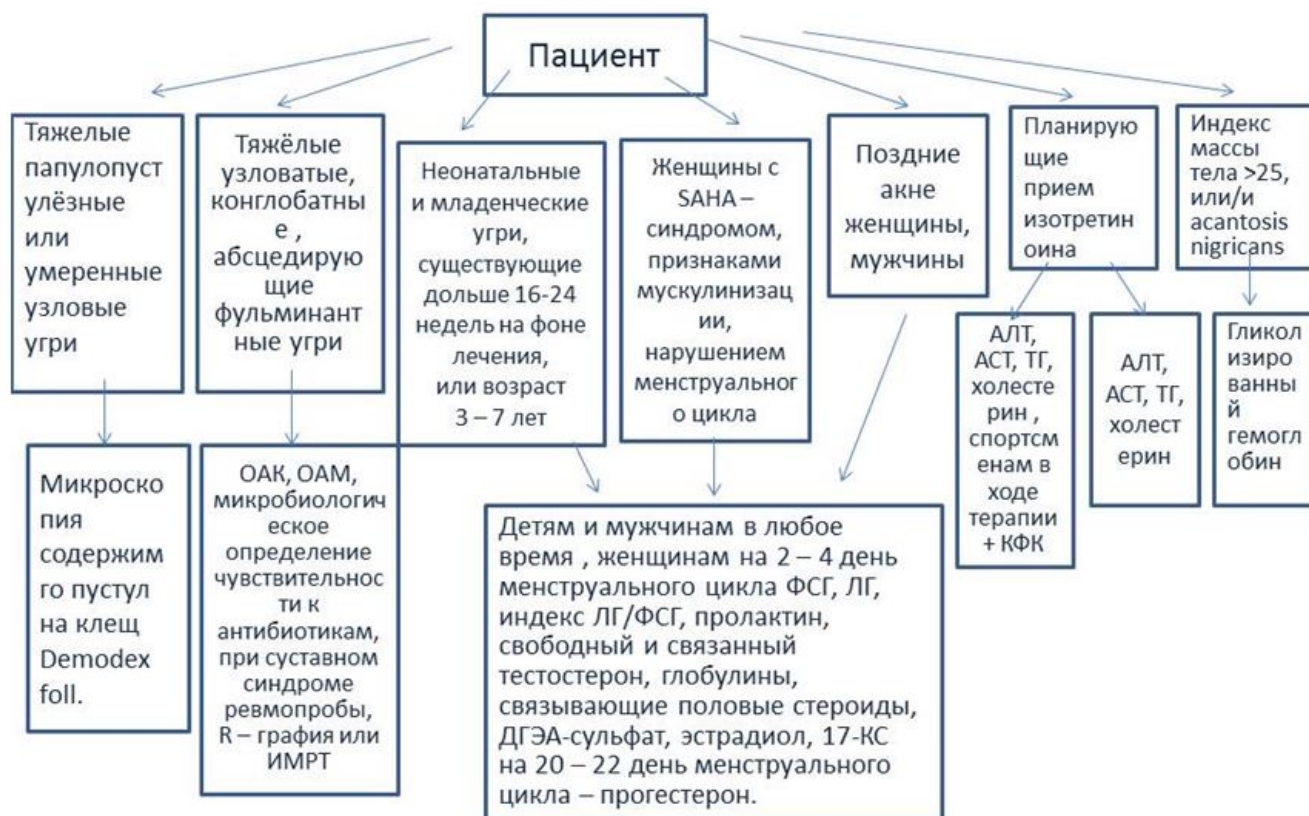 Пациент
Тяжелые
папулопуст
улёзные
или
умеренные
узловые
угри
Тяжёлые
узловатые,
конглобатны
е ,
абсцедирую
щие
фульминант
ные угри
Неонатальные
и младенческие
угри,
существующие
дольше 16-24
недель на фоне
лечения,
или возраст
3 – 7 лет
Женщины с
SAHA –
синдромом,
признаками
мускулинизац
ии,
нарушением
менструальног
о цикла
Поздние
акне
женщины,
мужчины
Планирую
щие
прием
изотретин
оина
Индекс
массы
тела >25,
или/и
acantosis
nigricans
Микроско
пия
содержим
го пустул
на клещ
Demodex
foll.
ОАК, ОАМ,
микробиологич
еское
определение
чувствительнос
ти к
антибиотикам,
при суставном
синдроме
ревмопробы,
R – графия или
ИМРТ
Детям и мужчинам в любое
время , женщинам на 2 – 4 день
менструального цикла ФСГ, ЛГ,
индекс ЛГ/ФСГ, пролактин,
свободный и связанный
тестостерон, глобулины,
связывающие половые стероиды,
ДГЭА-сульфат, эстрадиол, 17-КС
на 20 – 22 день менструального
цикла – прогестерон.
АЛТ,
АСТ, ТГ,
холесте
рин ,
спортсм
енам в
ходе
терапии
+ КФК
АЛТ,
АСТ, ТГ,
холест
ерин
Гликол
изиро
ванны
й
гемогл
обин